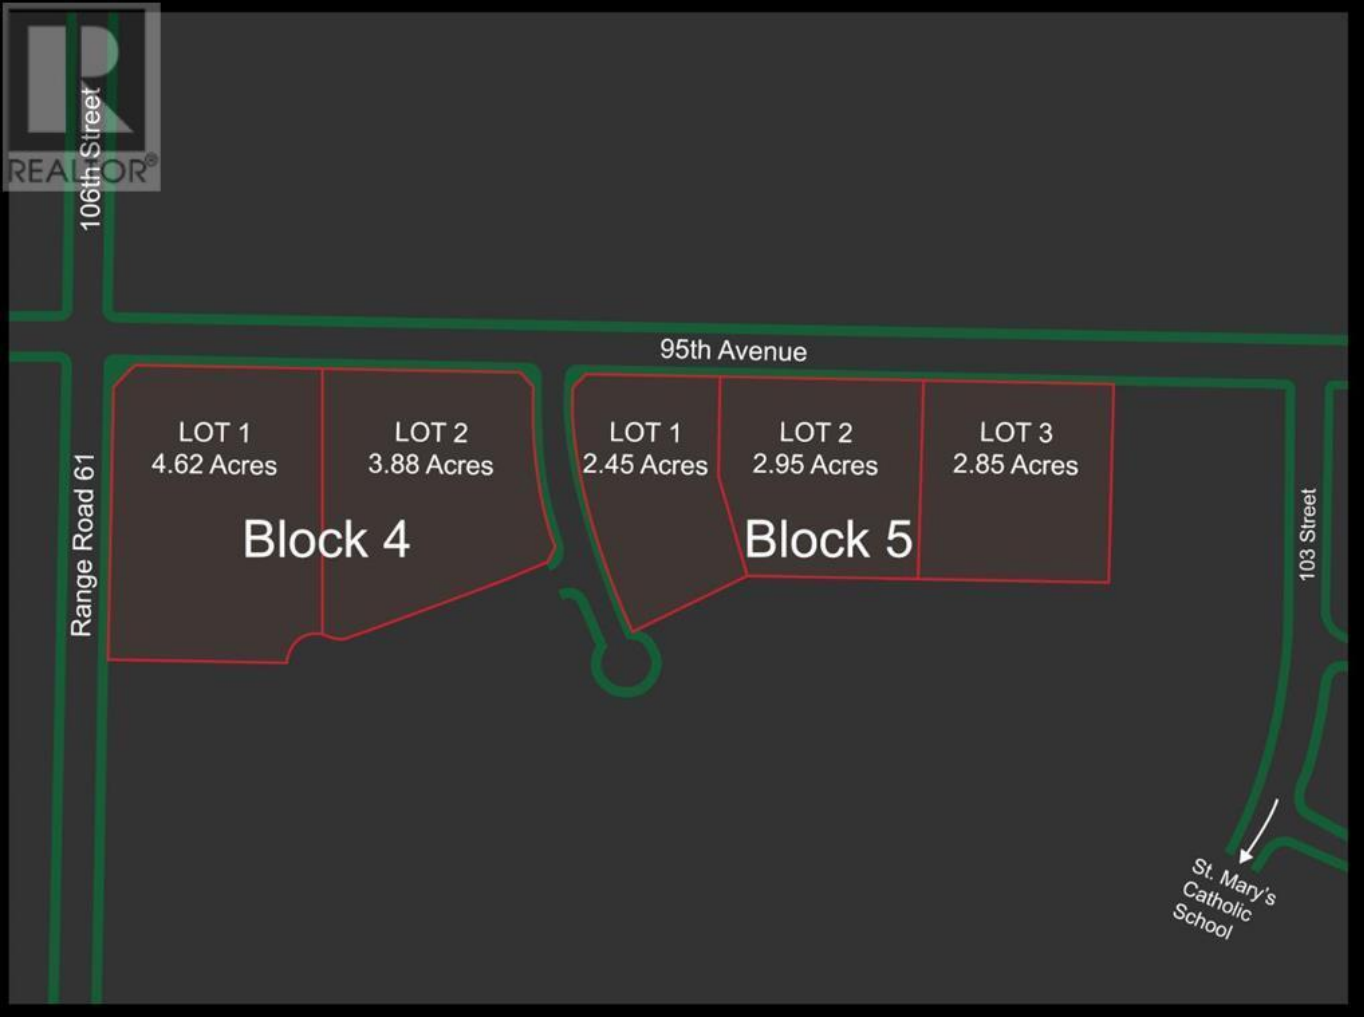 REALTOR®
106th Street
95th Avenue
LOT 1
4.62 Acres
LOT 2
3.88 Acres
Block 4
LOT 1
2.45 Acres
LOT 2
2.95 Acres
LOT 3
2.85 Acres
Block 5
Range Road 61
103 Street
St. Mary's
Catholic
School